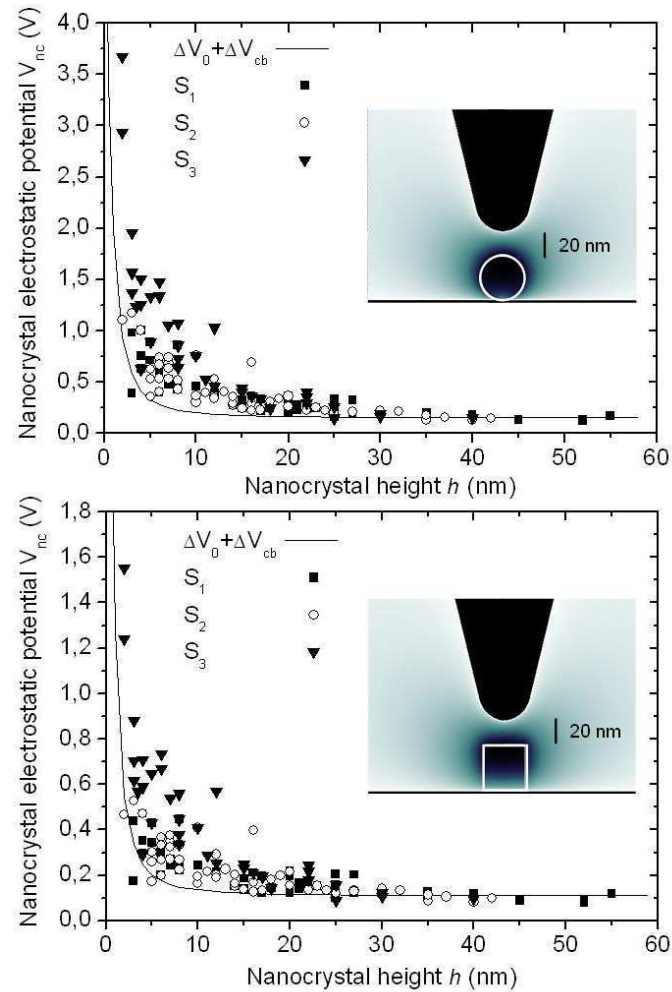 4,0
3,5
3,0
2,5
2,0
1,5
1,0
0,5
0,0
Nanocrystal electrostatic potential V_nc (V)
ΔV_0+ΔV_cb
S_1
S_2
S_3
20 nm
0 10 20 30 40 50 60
Nanocrystal height h (nm)
1,8
1,6
1,4
1,2
1,0
0,8
0,6
0,4
0,2
0,0
Nanocrystal electrostatic potential V_nc (V)
ΔV_0+ΔV_cb
S_1
S_2
S_3
20 nm
0 10 20 30 40 50 60
Nanocrystal height h (nm)